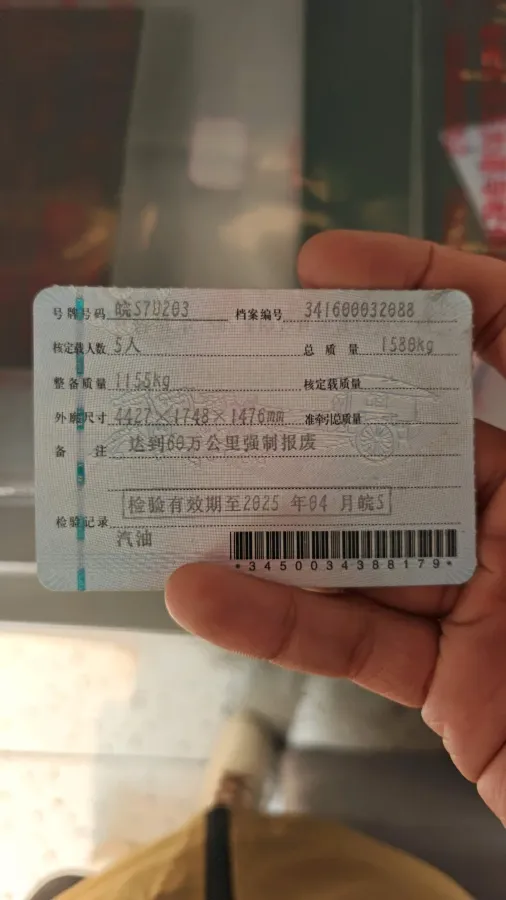 号牌号码 皖S7U203 档案编号 341600032088
核定载人数 5人 总质量 1580kg
整备质量 1155kg 核定载质量
外廓尺寸 4427×1748×1476mm 准牵引总质量
备注 达到60万公里强制报废
检验有效期至2025 年04 月皖S
检验记录
汽油
*3450034388179*